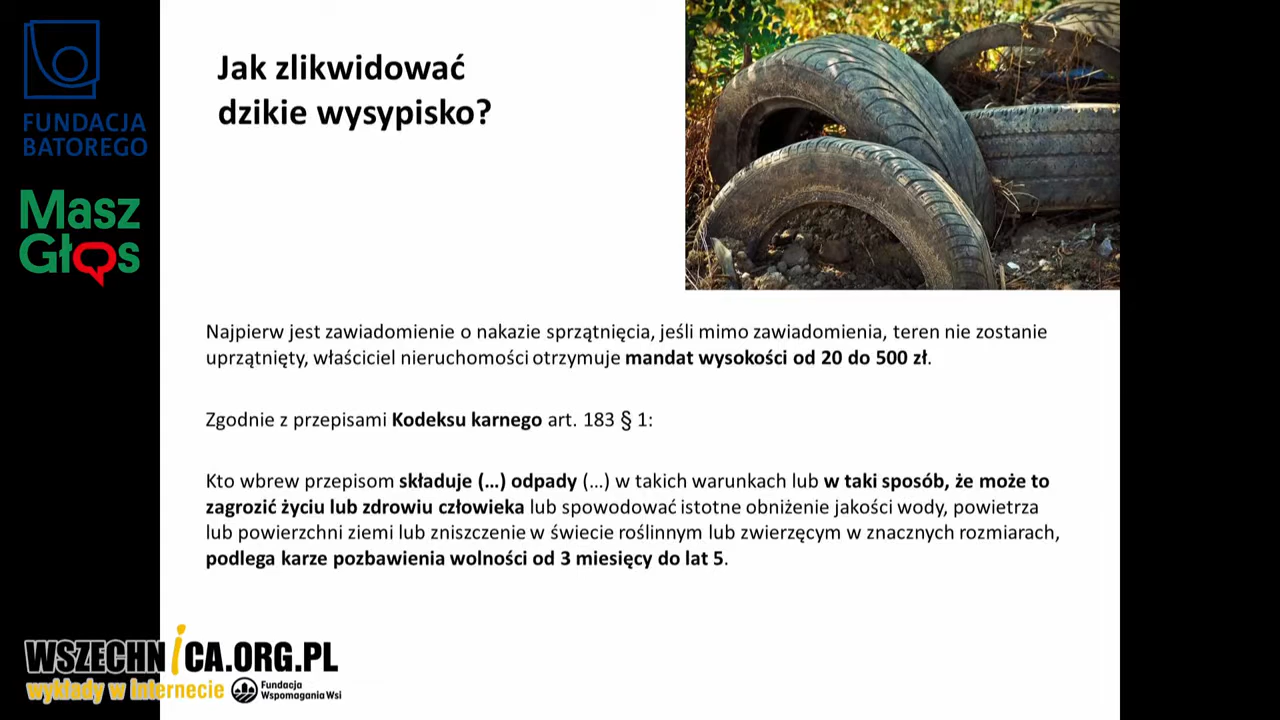 FUNDACJA
BATOREGO
Masz
Głos
Jak zlikwidować
dzikie wysypisko?
Najpierw jest zawiadomienie o nakazie sprzątnięcia, jeśli mimo zawiadomienia, teren nie zostanie
uprzątnięty, właściciel nieruchomości otrzymuje mandat wysokości od 20 do 500 zł.
Zgodnie z przepisami Kodeksu karnego art. 183 § 1:
Kto wbrew przepisom składuje (...) odpady (...) w takich warunkach lub w taki sposób, że może to
zagrozić życiu lub zdrowiu człowieka lub spowodować istotne obniżenie jakości wody, powietrza
lub powierzchni ziemi lub zniszczenie w świecie roślinnym lub zwierzęcym w znacznych rozmiarach,
podlega karze pozbawienia wolności od 3 miesięcy do lat 5.
WSZECHNICA.ORG.PL
wykłady w internecie
Fundacja
Wspomagania Wsi